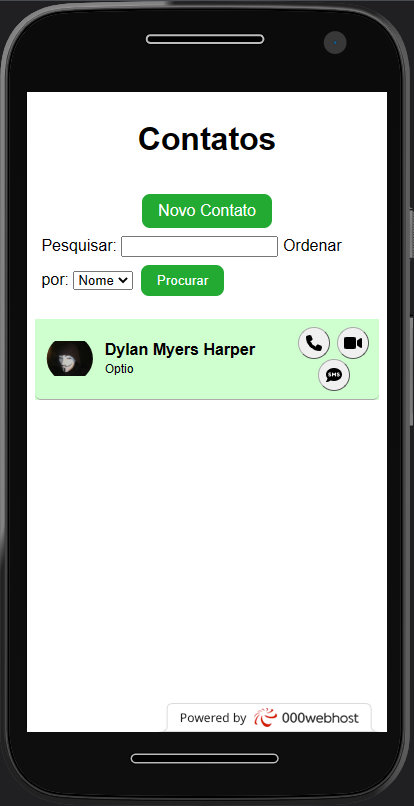 Contatos
Novo Contato
Pesquisar: Ordenar
por: Nome Procurar
Dylan Myers Harper
Optio
SMS
Powered by 000webhost